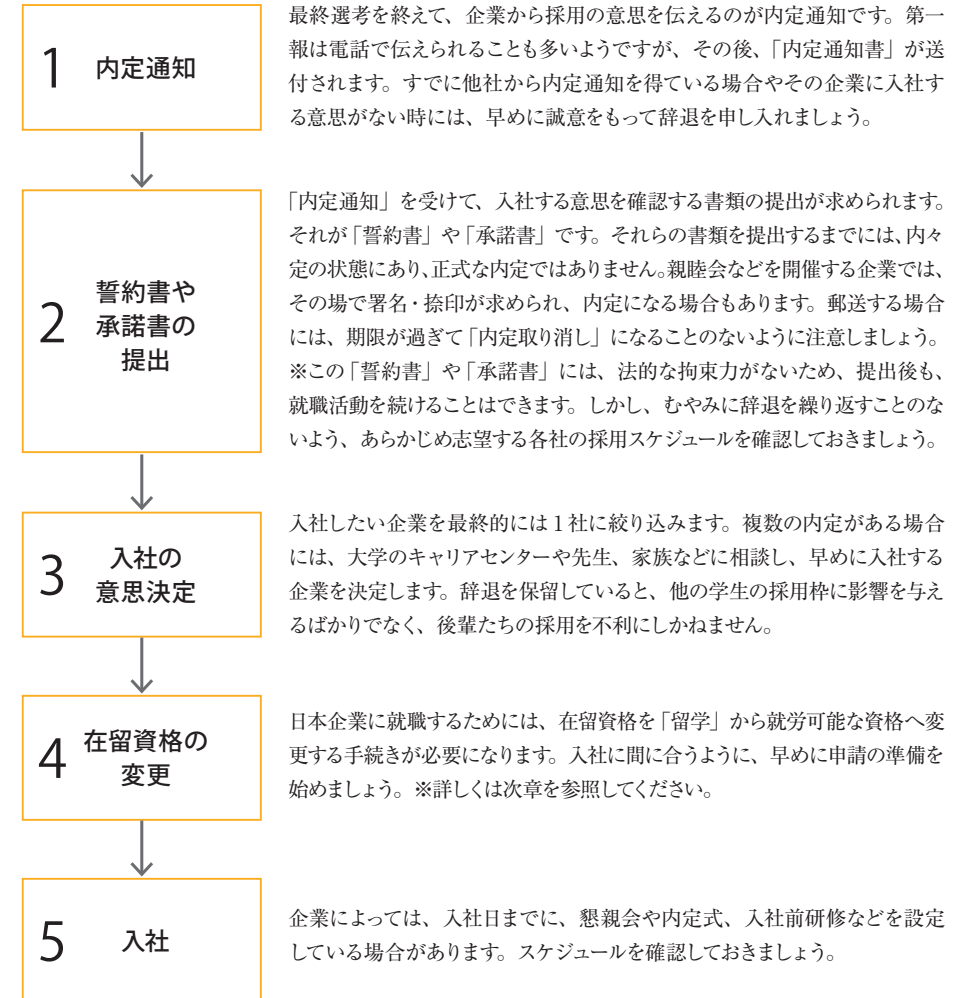 1 内定通知
最終選考を終えて、企業から採用の意思を伝えるのが内定通知です。第一
報は電話で伝えられることも多いようですが、その後、「内定通知書」が送
付されます。すでに他社から内定通知を得ている場合やその企業に入社す
る意思がない時には、早めに誠意をもって辞退を申し入れましょう。
2
誓約書や
承諾書の
提出
「内定通知」を受けて、入社する意思を確認する書類の提出が求められます。
それが「誓約書」や「承諾書」です。それらの書類を提出するまでには、内々
定の状態にあり、正式な内定ではありません。親睦会などを開催する企業では、
その場で署名・捺印が求められ、内定になる場合もあります。郵送する場合
には、期限が過ぎて「内定取り消し」になることのないように注意しましょう。
※この「誓約書」や「承諾書」には、法的な拘束力がないため、提出後も、
就職活動を続けることはできます。しかし、むやみに辞退を繰り返すことのな
いよう、あらかじめ志望する各社の採用スケジュールを確認しておきましょう。
3
入社の
意思決定
入社したい企業を最終的には1社に絞り込みます。複数の内定がある場合
には、大学のキャリアセンターや先生、家族などに相談し、早めに入社する
企業を決定します。辞退を保留していると、他の学生の採用枠に影響を与え
るばかりでなく、後輩たちの採用を不利にしかねません。
4
在留資格の
変更
日本企業に就職するためには、在留資格を「留学」から就労可能な資格へ変
更する手続きが必要になります。入社に間に合うように、早めに申請の準備を
始めましょう。※詳しくは次章を参照してください。
5 入社
企業によっては、入社日までに、懇親会や内定式、入社前研修などを設定
している場合があります。スケジュールを確認しておきましょう。